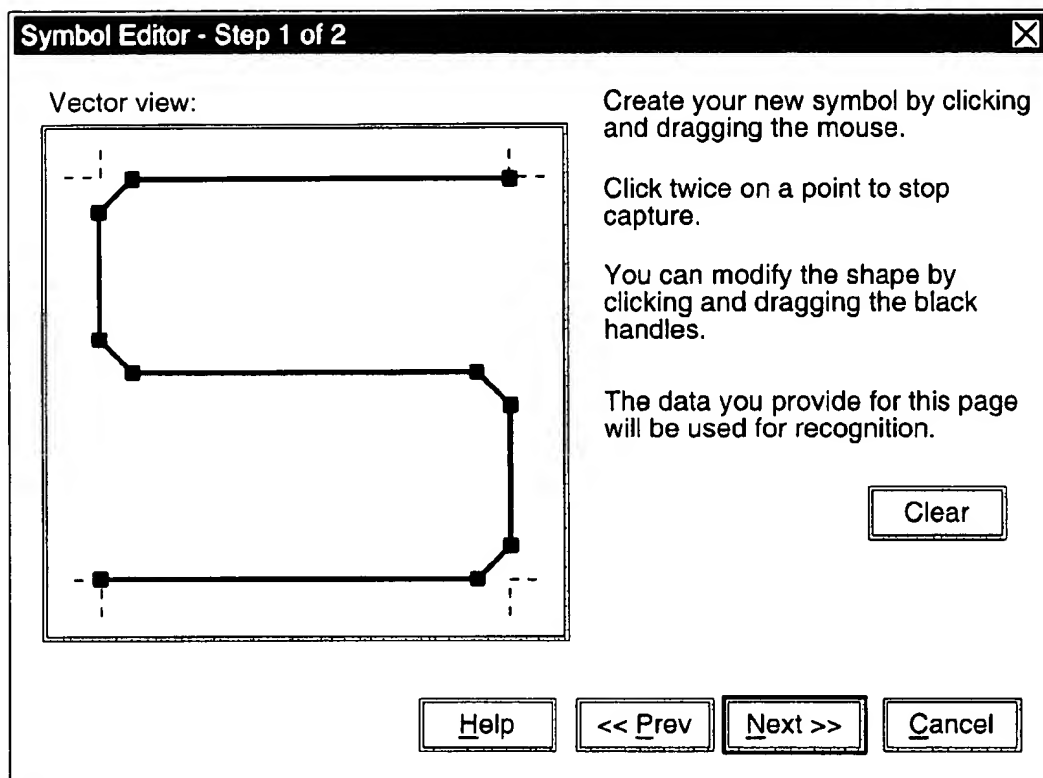 Symbol Editor - Step 1 of 2
Vector view:
Create your new symbol by clicking
and dragging the mouse.
Click twice on a point to stop
capture.
You can modify the shape by
clicking and dragging the black
handles.
The data you provide for this page
will be used for recognition.
Clear
Help
<< Prev
Next >>
Cancel